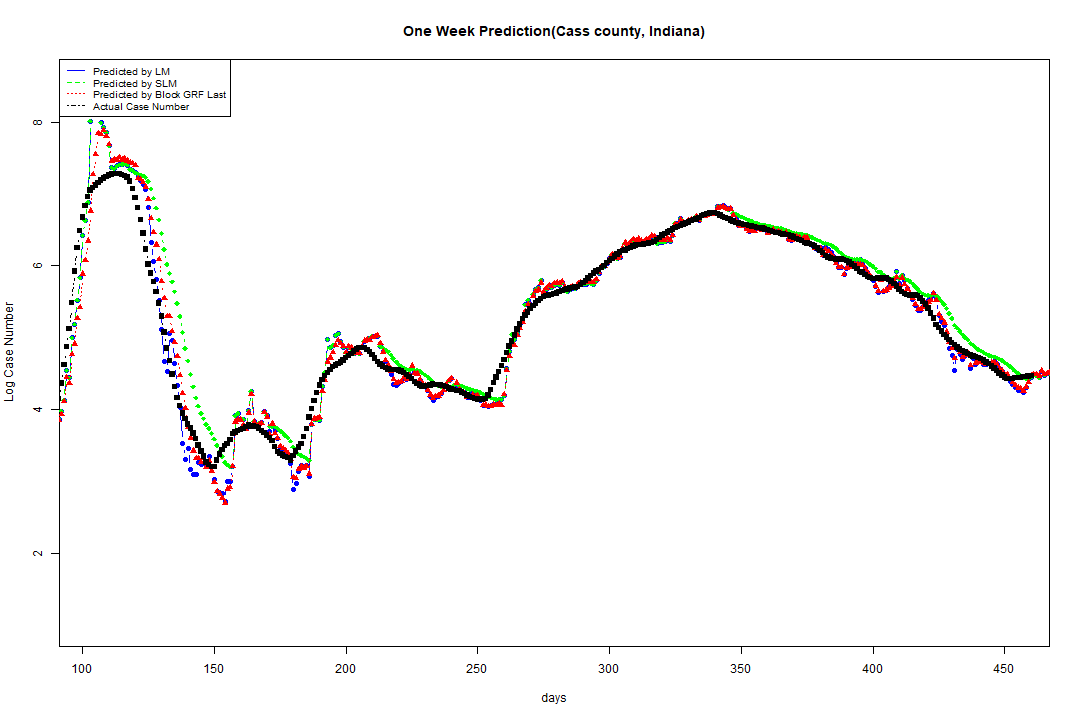 One Week Prediction(Cass county, Indiana)
Predicted by LM
Predicted by SLM
Predicted by Block GRF Last
Actual Case Number
8
6
4
2
Log Case Number
100 150 200 250 300 350 400 450
days